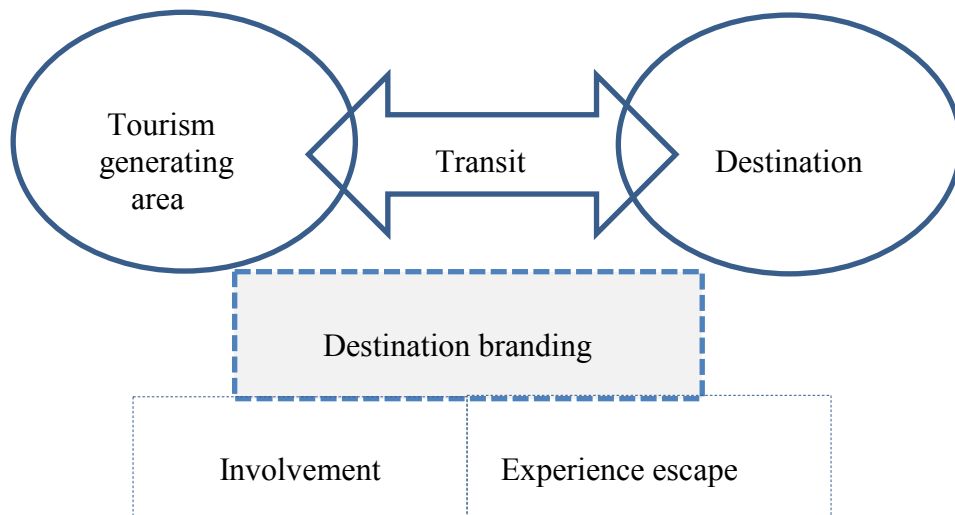 Tourism
generating
area
Transit
Destination
Destination branding
Involvement
Experience escape